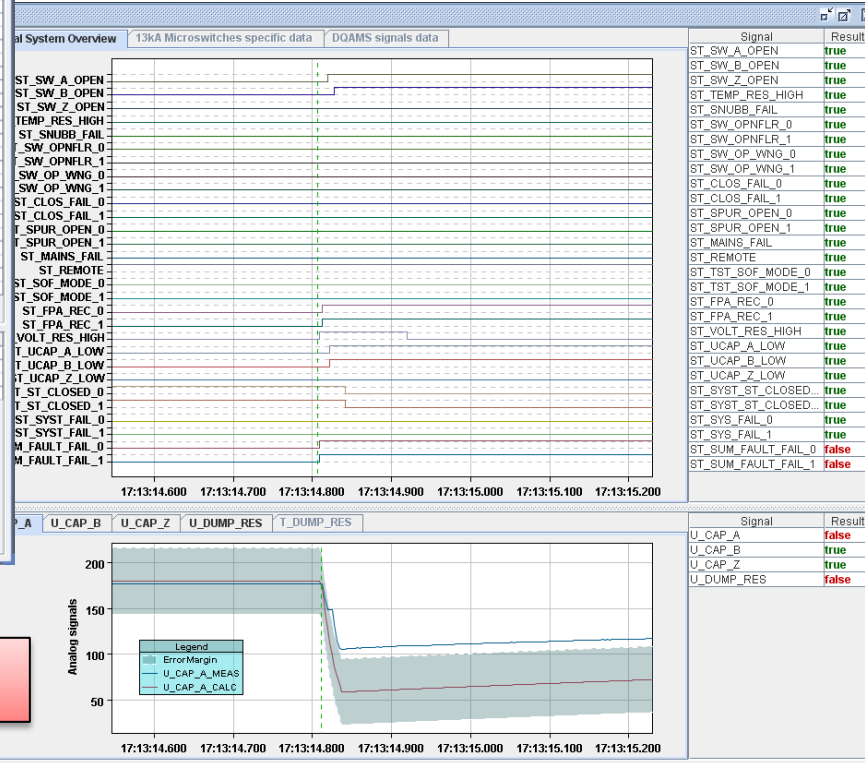 al System Overview 13kA Microswitches specific data DQAMS signals data
ST_SW_A_OPEN
ST_SW_B_OPEN
ST_SW_Z_OPEN
TEMP_RES_HIGH
ST_SNUBB_FAIL
T_SW_OPNFLR_0
T_SW_OPNFLR_1
_SW_OP_WNG_0
_SW_OP_WNG_1
ST_CLOS_FAIL_0
ST_CLOS_FAIL_1
T_SPUR_OPEN_0
T_SPUR_OPEN_1
ST_MAINS_FAIL
ST_REMOTE
ST_SOF_MODE_0
ST_SOF_MODE_1
ST_FPA_REC_0
ST_FPA_REC_1
_VOLT_RES_HIGH
T_UCAP_A_LOW
T_UCAP_B_LOW
ST_UCAP_Z_LOW
T_ST_CLOSED_0
T_ST_CLOSED_1
ST_SYST_FAIL_0
ST_SYST_FAIL_1
M_FAULT_FAIL_0
M_FAULT_FAIL_1
17:13:14.600 17:13:14.700 17:13:14.800 17:13:14.900 17:13:15.000 17:13:15.100 17:13:15.200
Signal Result
ST_SW_A_OPEN true
ST_SW_B_OPEN true
ST_SW_Z_OPEN true
ST_TEMP_RES_HIGH true
ST_SNUBB_FAIL true
ST_SW_OPNFLR_0 true
ST_SW_OPNFLR_1 true
ST_SW_OP_WNG_0 true
ST_SW_OP_WNG_1 true
ST_CLOS_FAIL_0 true
ST_CLOS_FAIL_1 true
ST_SPUR_OPEN_0 true
ST_SPUR_OPEN_1 true
ST_MAINS_FAIL true
ST_REMOTE true
ST_TST_SOF_MODE_0 true
ST_TST_SOF_MODE_1 true
ST_FPA_REC_0 true
ST_FPA_REC_1 true
ST_VOLT_RES_HIGH true
ST_UCAP_A_LOW true
ST_UCAP_B_LOW true
ST_UCAP_Z_LOW true
ST_SYST_ST_CLOSED... true
ST_SYST_ST_CLOSED... true
ST_SYS_FAIL_0 true
ST_SYS_FAIL_1 true
ST_SUM_FAULT_FAIL_0 false
ST_SUM_FAULT_FAIL_1 false
P_A U_CAP_B U_CAP_Z U_DUMP_RES T_DUMP_RES
Analog signals
200
150
100
50
Legend
ErrorMargin
U_CAP_A_MEAS
U_CAP_A_CALC
17:13:14.600 17:13:14.700 17:13:14.800 17:13:14.900 17:13:15.000 17:13:15.100 17:13:15.200
Signal Result
U_CAP_A false
U_CAP_B true
U_CAP_Z true
U_DUMP_RES false